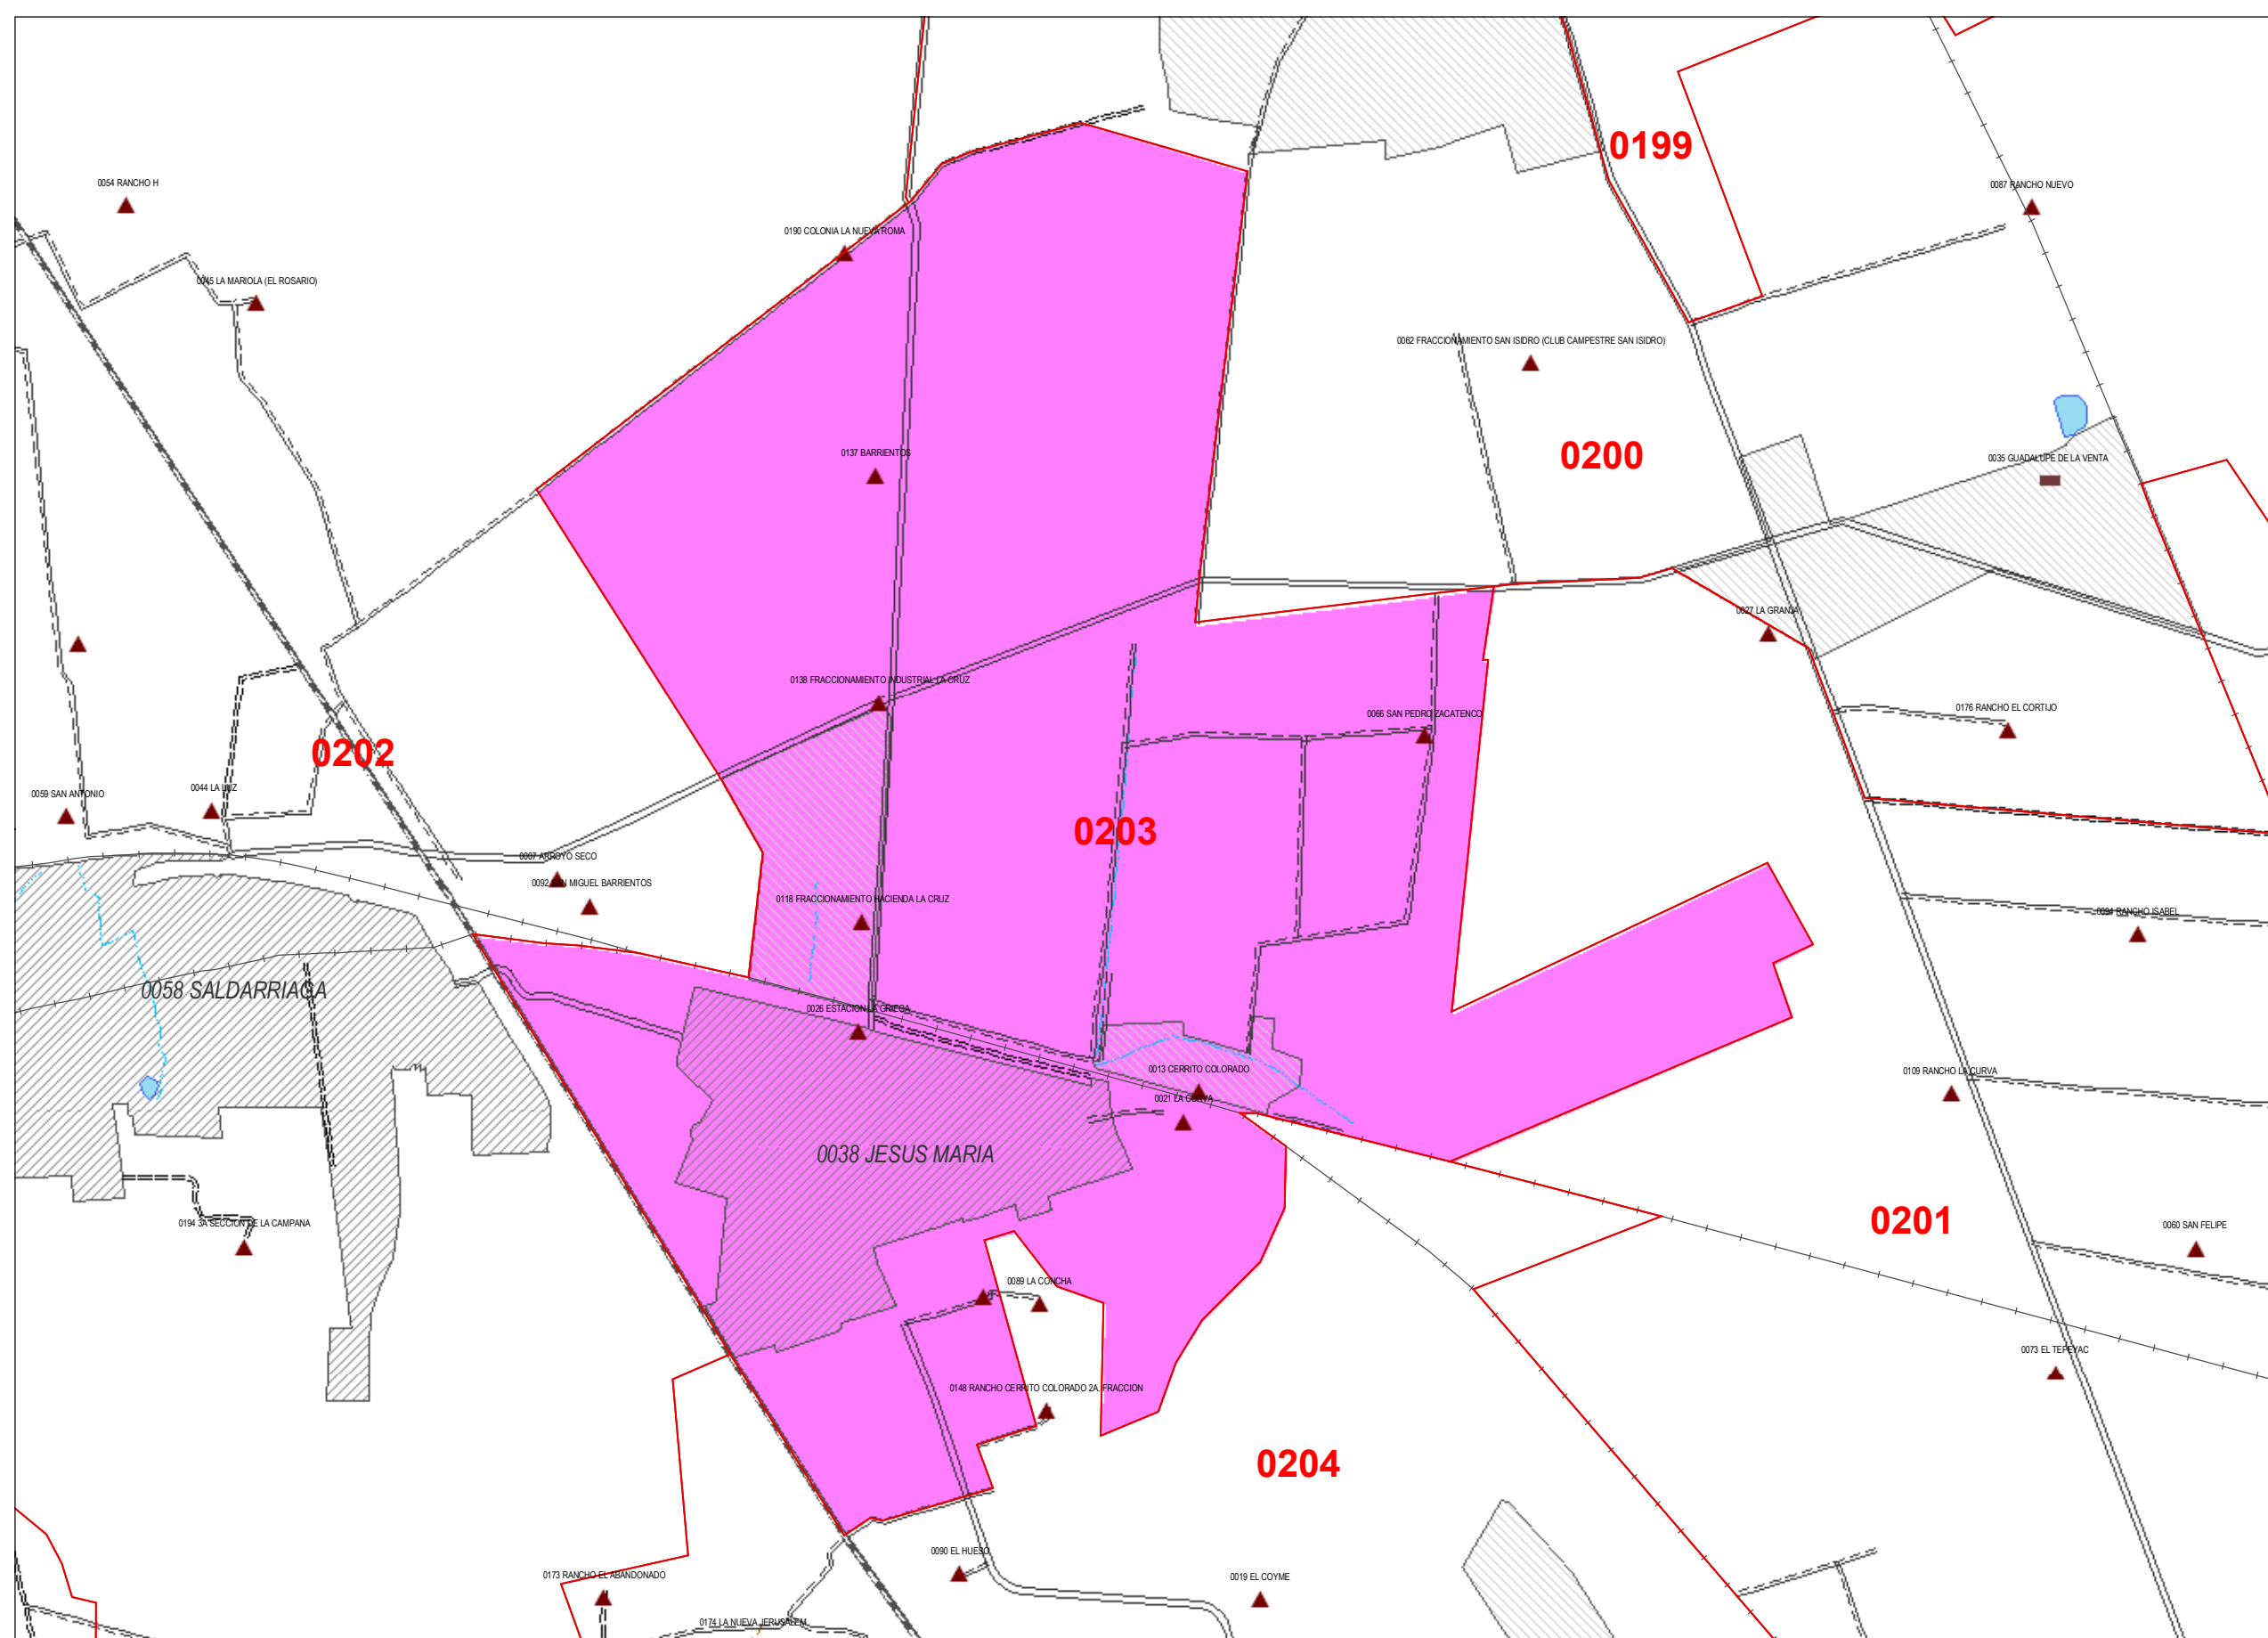 0199
0054 RANCHO H
0087 RANCHO NUEVO
0190 COLONIA LA NUEVA ROMA
0045 LA MARIOLA (EL ROSARIO)
0062 FRACCIONAMIENTO SAN ISIDRO (CLUB CAMPESTRE SAN ISIDRO)
0137 BARRIENTOS
0200
0035 GUADALUPE DE LA VENTA
0027 LA GRANJA
0138 FRACCIONAMIENTO INDUSTRIAL LA CRUZ
0066 SAN PEDRO ZACATENCO
0176 RANCHO EL CORTIJO
0202
0059 SAN ANTONIO
0044 LA LUZ
0203
0007 ARROYO SECO
0092 SAN MIGUEL BARRIENTOS
0118 FRACCIONAMIENTO HACIENDA LA CRUZ
0094 RANCHO ISABEL
0058 SALDARRIAGA
0026 ESTACION LA GRIEGA
0013 CERRITO COLORADO
0109 RANCHO LA CURVA
0021 LA CURVA
0038 JESUS MARIA
0194 3A SECCION DE LA CAMPANA
0201
0060 SAN FELIPE
0089 LA CONCHA
0073 EL TEPEYAC
0148 RANCHO CERRITO COLORADO 2A. FRACCION
0204
0090 EL HUESO
0173 RANCHO EL ABANDONADO
0019 EL COYME
0174 LA NUEVA JERUSALEM